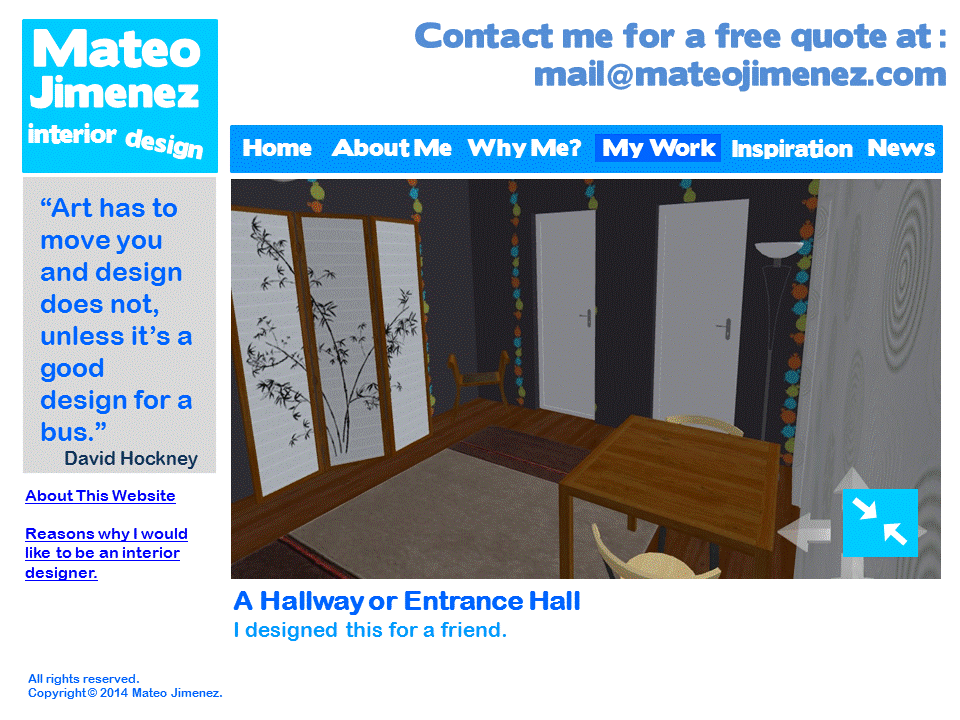 Mateo
Jimenez
interior design
Contact me for a free quote at :
mail@mateojimenez.com
Home About Me Why Me? My Work Inspiration News
“Art has to
move you
and design
does not,
unless it’s a
good
design for a
bus.”
David Hockney
About This Website
Reasons why I would
like to be an interior
designer.
A Hallway or Entrance Hall
I designed this for a friend.
All rights reserved.
Copyright © 2014 Mateo Jimenez.